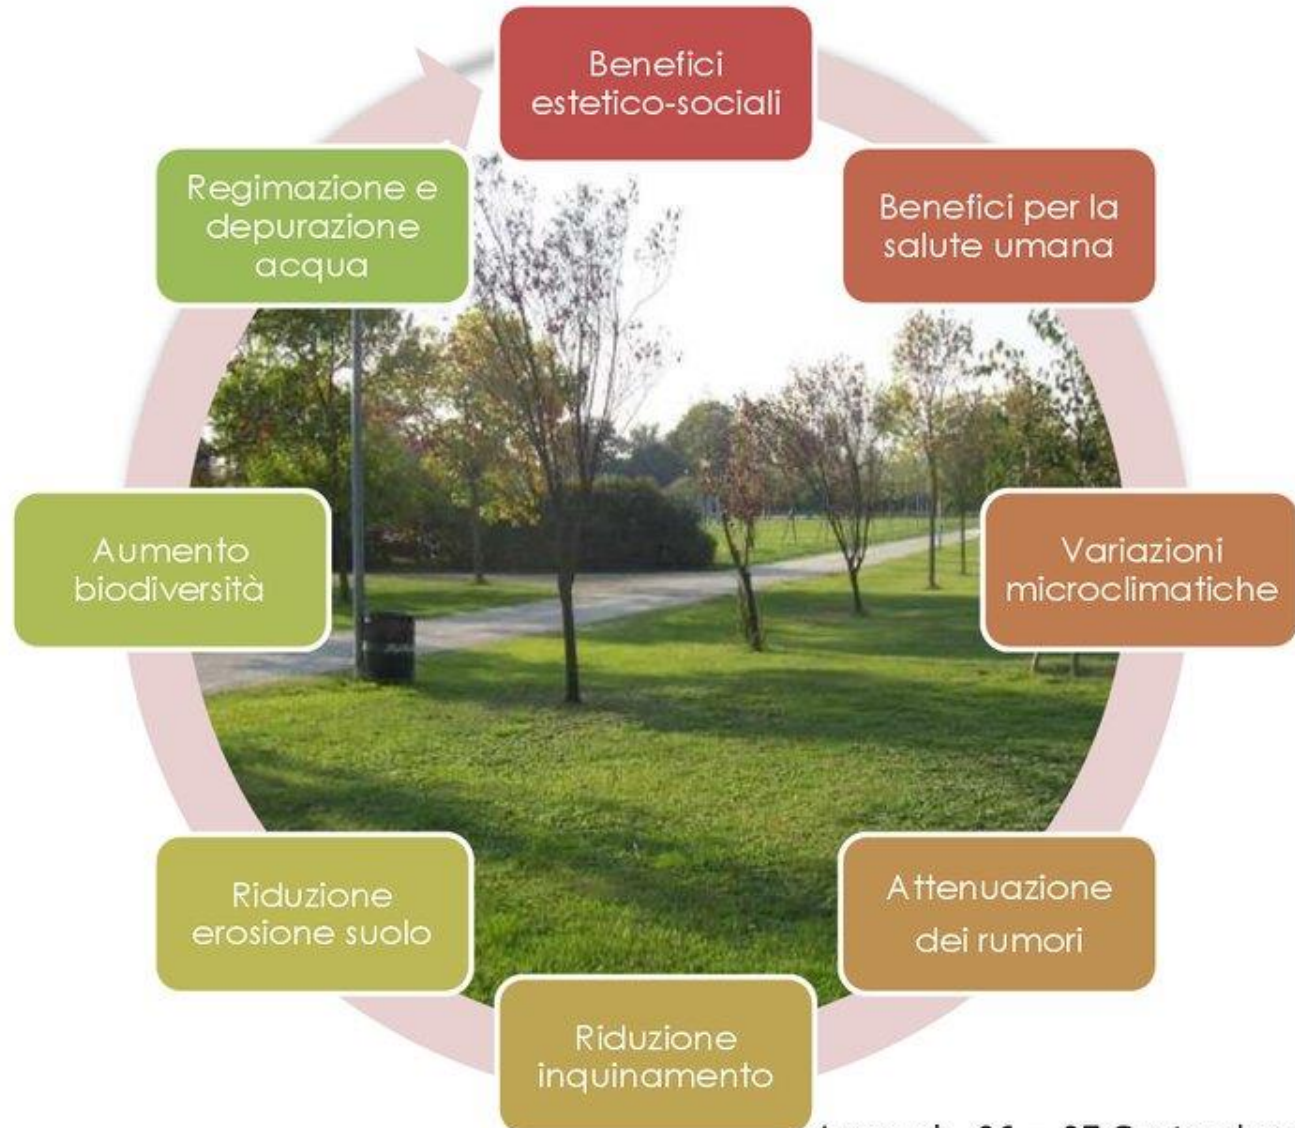 Benefici
estetico-sociali
Benefici per la
salute umana
Variazioni
microclimatiche
Attenuazione
dei rumori
Riduzione
inquinamento
Riduzione
erosione suolo
Aumento
biodiversità
Regimazione e
depurazione
acqua